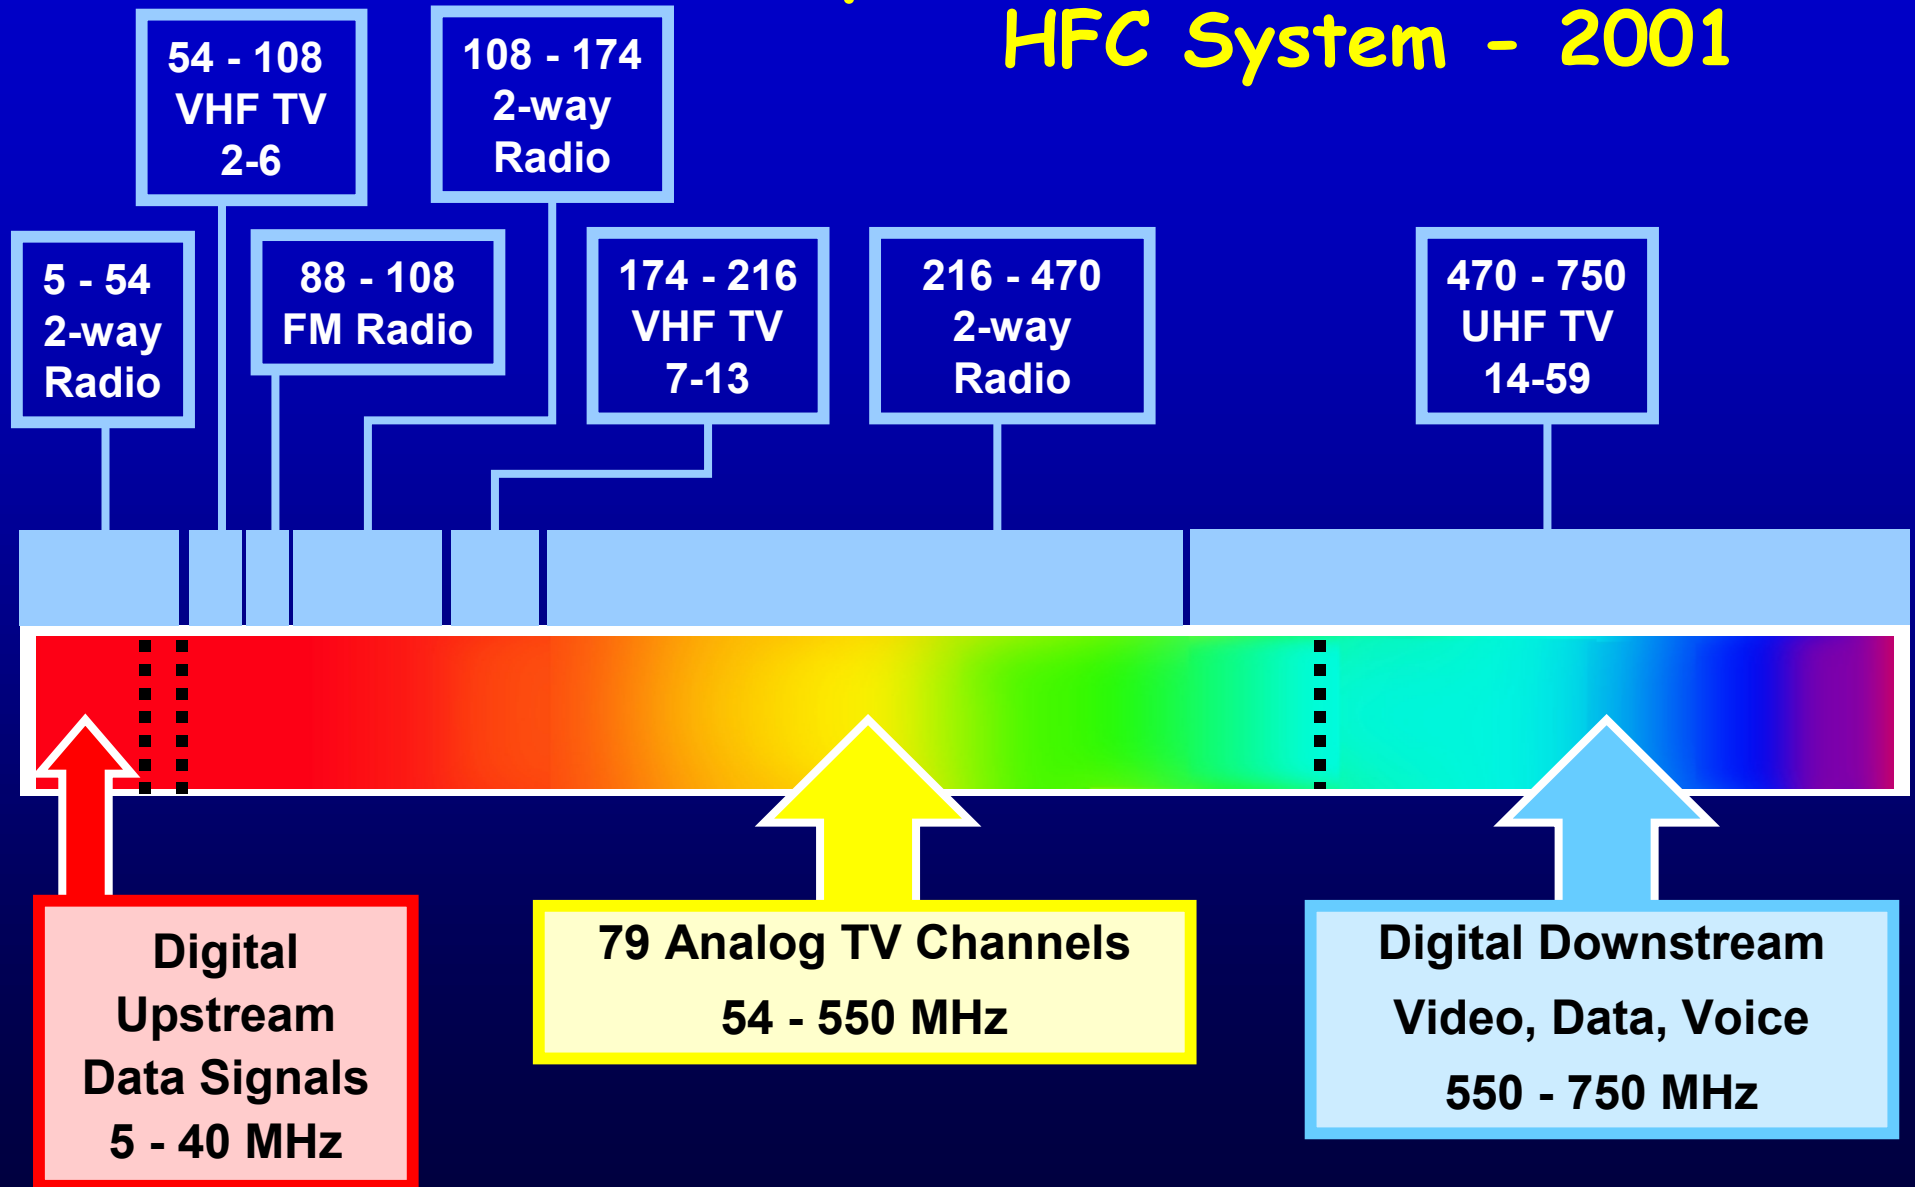 HFC System - 2001
54 - 108
VHF TV
2-6
108 - 174
2-way
Radio
5 - 54
2-way
Radio
88 - 108
FM Radio
174 - 216
VHF TV
7-13
216 - 470
2-way
Radio
470 - 750
UHF TV
14-59
Digital
Upstream
Data Signals
5 - 40 MHz
79 Analog TV Channels
54 - 550 MHz
Digital Downstream
Video, Data, Voice
550 - 750 MHz